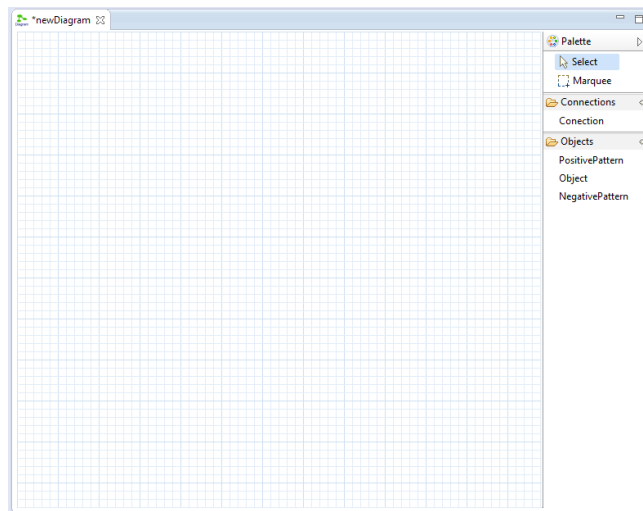 *newDiagram
Palette
Select
Marquee
Connections
Conection
Objects
PositivePattern
Object
NegativePattern